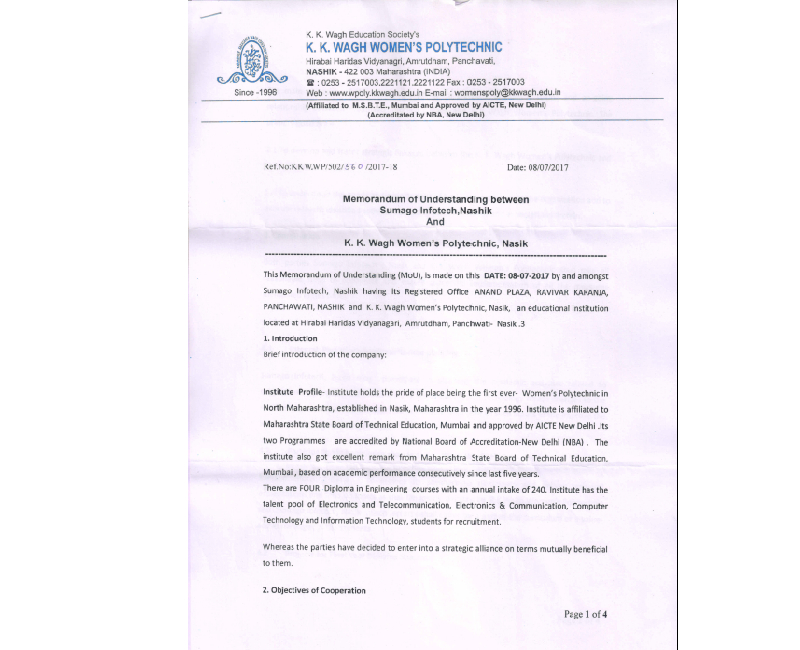 K. K. Wagh Education Society's
K. K. WAGH WOMEN'S POLYTECHNIC
Hirabai Haridas Vidyanagri, Amrutdham, Panchavati,
NASHIK - 422 003 Maharashtra (INDIA)
☎ : 0253 - 2517003,2221121,2221122 Fax : 0253 - 2517003
Since -1996
Web : www.wpoly.kkwagh.edu.in E-mail : womenspoly@kkwagh.edu.in
(Affiliated to M.S.B.T.E., Mumbai and Approved by AICTE, New Delhi)
(Accreditated by NBA, New Delhi)
Ref.No:K.K.W.WP/502/ /2017- 8 Date: 08/07/2017
Memorandum of Understanding between
Sumago Infotech,Nashik
And
K. K. Wagh Women's Polytechnic, Nasik
This Memorandum of Understanding (MoU), is made on this DATE: 08-07-2017 by and amongst
Sumago Infotech, Nashik having its Registered Office ANAND PLAZA, RAVIVAR KARANJA,
PANCHAWATI, NASHIK and K. K. Wagh Women's Polytechnic, Nasik, an educational institution
located at Hirabai Haridas Vidyanagari, Amrutdham, Panchwati- Nasik.3
1. Introduction
Brief introduction of the company:
Institute Profile- Institute holds the pride of place being the first ever- Women's Polytechnic in
North Maharashtra, established in Nasik, Maharashtra in the year 1996. Institute is affiliated to
Maharashtra State Board of Technical Education, Mumbai and approved by AICTE New Delhi .Its
two Programmes are accredited by National Board of Accreditation-New Delhi (NBA) . The
institute also got excellent remark from Maharashtra State Board of Technical Education,
Mumbai, based on academic performance consecutively since last five years.
There are FOUR Diploma in Engineering courses with an annual intake of 240. Institute has the
talent pool of Electronics and Telecommunication, Electronics & Communication, Computer
Technology and Information Technology, students for recruitment.
Whereas the parties have decided to enter into a strategic alliance on terms mutually beneficial
to them.
2. Objectives of Cooperation
Page 1 of 4